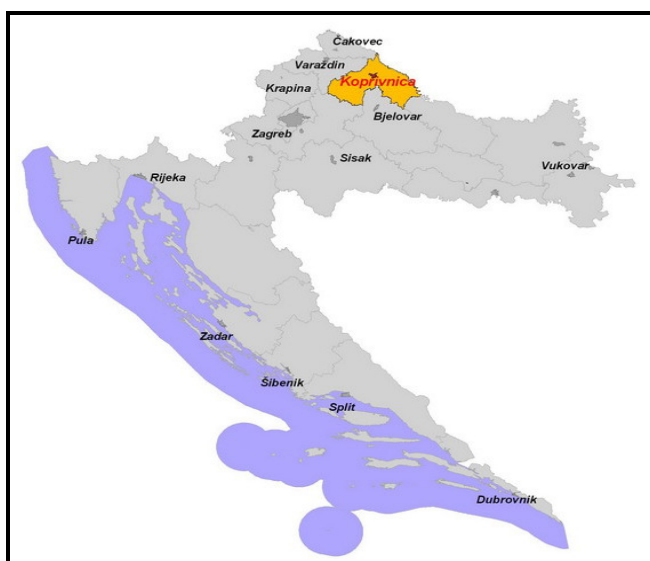 Čakovec
Varaždin
Koprivnica
Krapina
Bjelovar
Zagreb
Sisak
Vukovar
Rijeka
Pula
Zadar
Šibenik
Split
Dubrovnik